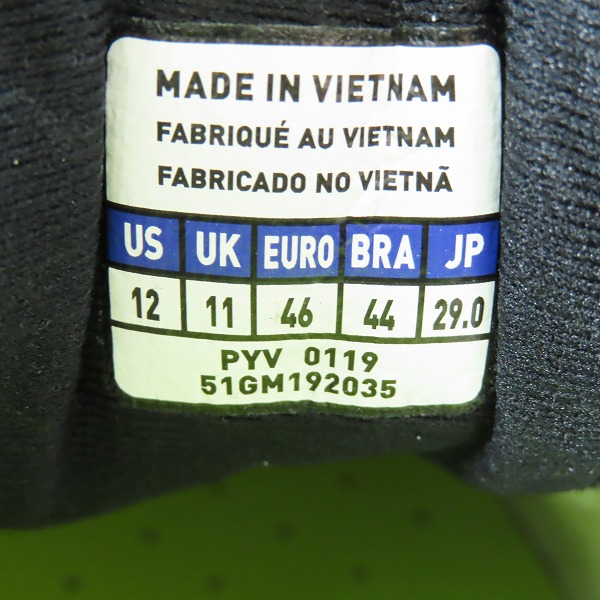 MADE IN VIETNAM
FABRIQUÉ AU VIETNAM
FABRICADO NO VIETNÃ
US UK EURO BRA JP
12 11 46 44 29.0
PYV 0119
51GM192035